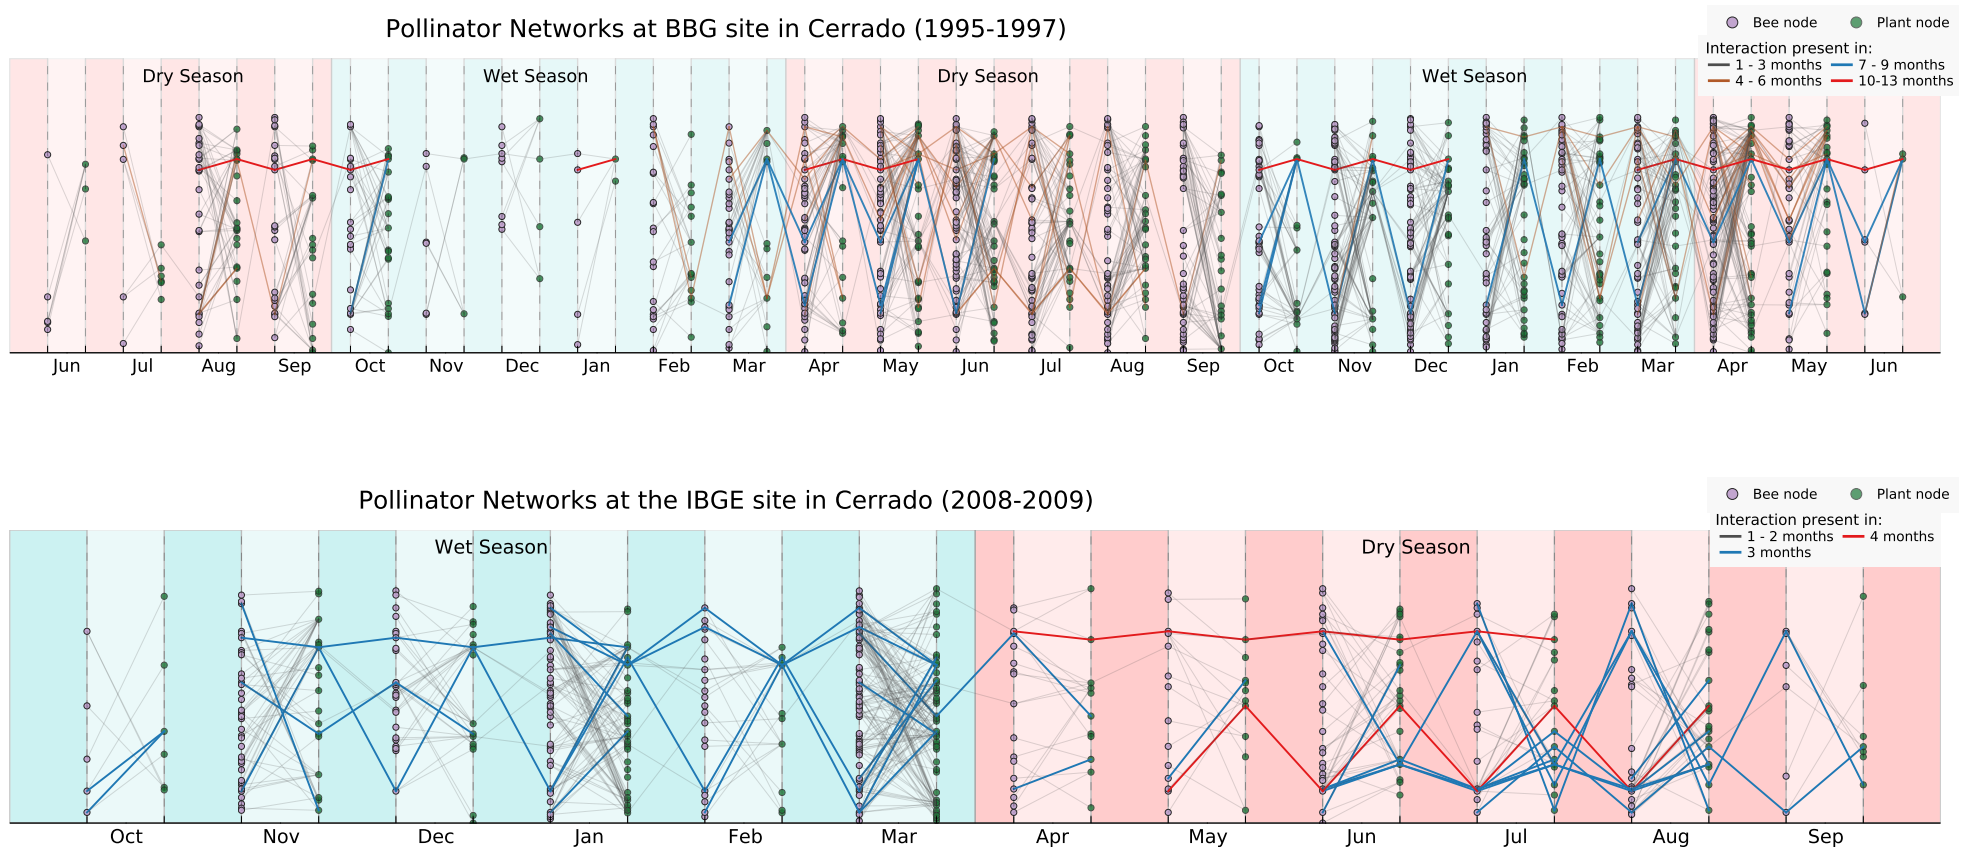 Pollinator Networks at BBG site in Cerrado (1995-1997)
Bee node Plant node
Interaction present in:
1 - 3 months 7 - 9 months
4 - 6 months 10-13 months
Dry Season Wet Season Dry Season Wet Season
Jun Jul Aug Sep Oct Nov Dec Jan Feb Mar Apr May Jun Jul Aug Sep Oct Nov Dec Jan Feb Mar Apr May Jun
Pollinator Networks at the IBGE site in Cerrado (2008-2009)
Bee node Plant node
Interaction present in:
1 - 2 months 4 months
3 months
Wet Season Dry Season
Oct Nov Dec Jan Feb Mar Apr May Jun Jul Aug Sep